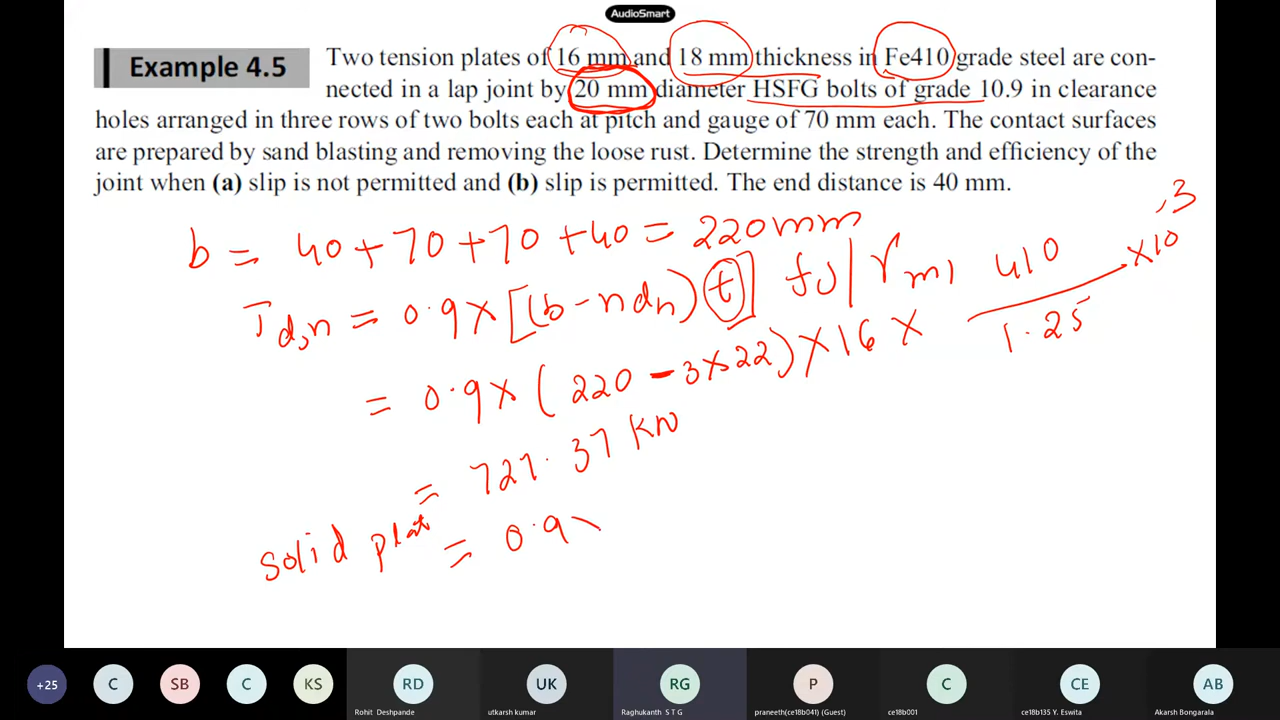 AudioSmart
Example 4.5 Two tension plates of 16 mm and 18 mm thickness in Fe410 grade steel are con-
nected in a lap joint by 20 mm diameter HSFG bolts of grade 10.9 in clearance
holes arranged in three rows of two bolts each at pitch and gauge of 70 mm each. The contact surfaces
are prepared by sand blasting and removing the loose rust. Determine the strength and efficiency of the
joint when (a) slip is not permitted and (b) slip is permitted. The end distance is 40 mm.
b = 40 + 70 + 70 + 40 = 220 mm
Td,n = 0.9 × [(b - n dn) t] fu / γm1
= 0.9 × (220 - 3 × 22) × 16 × 410 / 1.25 × 10
= 727.37 KN
solid plat = 0.9 ×
+25 C SB C KS RD UK RG P C CE AB
Rohit Deshpande utkarsh kumar Raghukanth S T G praneeth(ce18b041) (Guest) ce18b001 ce18b135 Y. Eswita Akarsh Bongarala